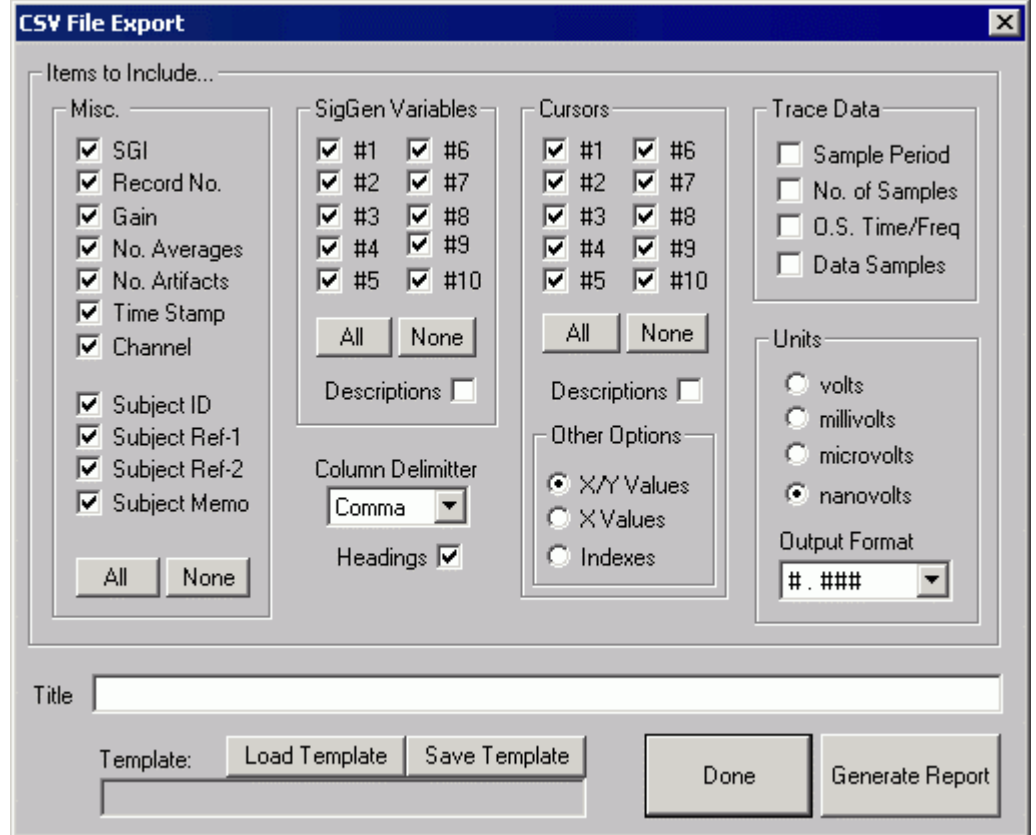 CSV File Export
Items to Include...
Misc.
SGI
Record No.
Gain
No. Averages
No. Artifacts
Time Stamp
Channel
Subject ID
Subject Ref-1
Subject Ref-2
Subject Memo
All None
SigGen Variables
#1 #6
#2 #7
#3 #8
#4 #9
#5 #10
All None
Descriptions
Column Delimitter
Comma
Headings
Cursors
#1 #6
#2 #7
#3 #8
#4 #9
#5 #10
All None
Descriptions
Other Options
X/Y Values
X Values
Indexes
Trace Data
Sample Period
No. of Samples
O.S. Time/Freq
Data Samples
Units
volts
millivolts
microvolts
nanovolts
Output Format
# . ###
Title
Template: Load Template Save Template
Done
Generate Report